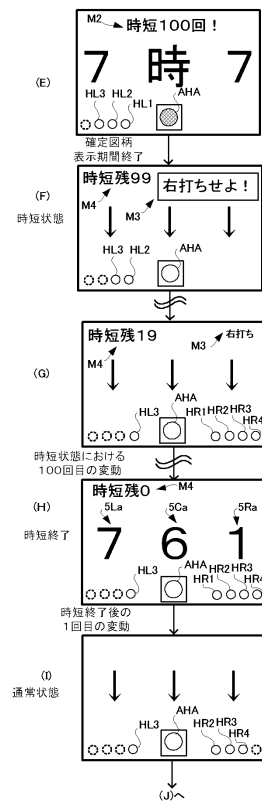 M2 時短100回！
(E) 7 時 7
HL3 HL2 HL1 AHA
確定図柄
表示期間終了
(F) 時短残99 右打ちせよ！
時短状態 M4 M3
HL3 HL2 AHA
(G) 時短残19 右打ち
M4 M3
HL3 AHA HR1 HR2 HR3 HR4
時短状態における
100回目の変動
(H) 時短残0 M4
時短終了 5La 5Ca 5Ra
7 6 1
HL3 AHA HR1 HR2 HR3 HR4
時短終了後の
1回目の変動
(I)
通常状態
HL3 AHA HR2 HR3 HR4
(J)へ